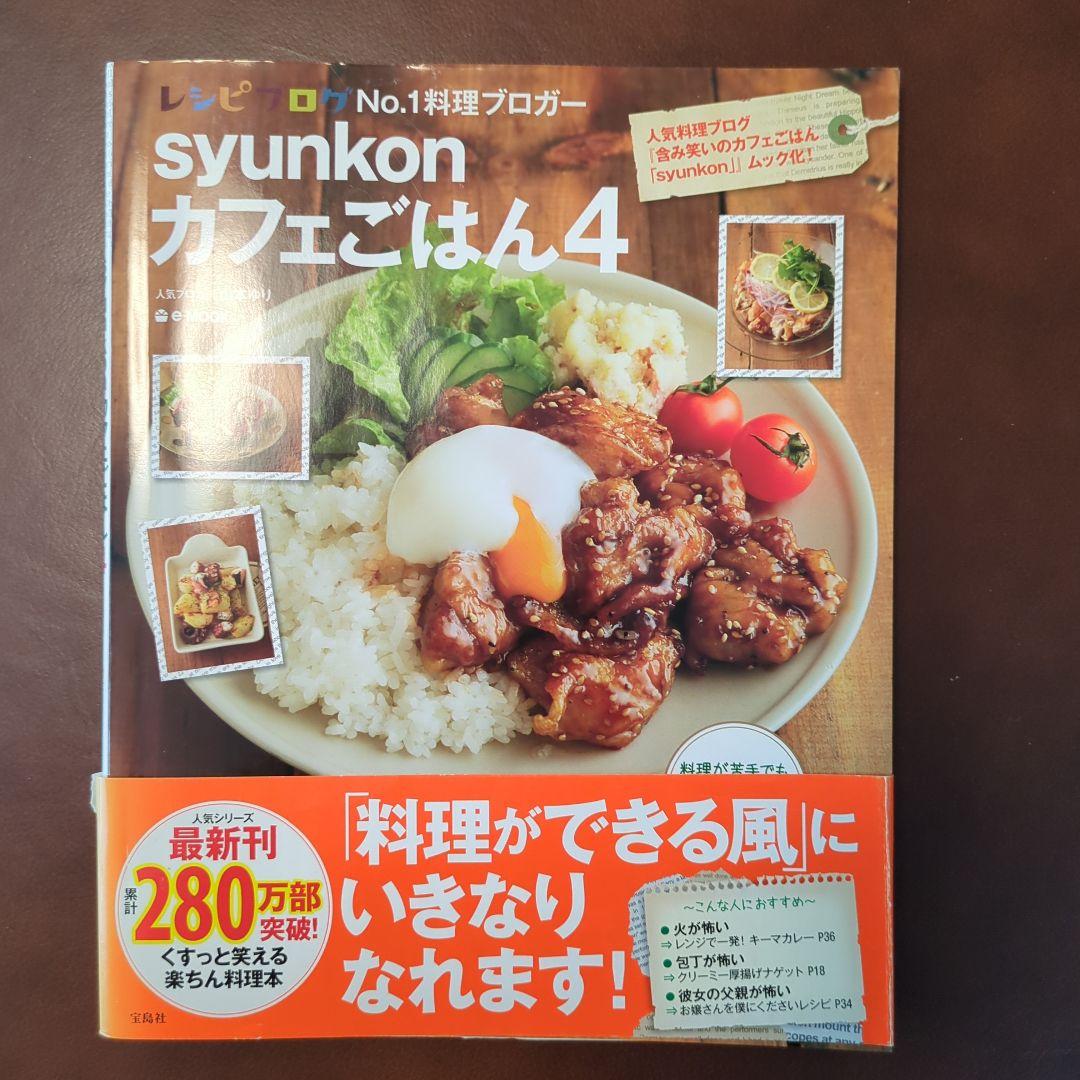 レシピブログNo.1料理ブロガー
syunkon
カフェごはん4
人気料理ブログ
『含み笑いのカフェごはん
「syunkon」』ムック化!
料理が苦手でも
人気シリーズ
最新刊
累計
280万部
突破!
くすっと笑える
楽ちん料理本
宝島社
「料理ができる風」に
いきなり
なれます!
~こんな人におすすめ~
● 火が怖い
⇒レンジで一発! キーマカレー P36
● 包丁が怖い
⇒クリーミー厚揚げナゲット P18
● 彼女の父親が怖い
⇒お嬢さんを僕にくださいレシピ P34